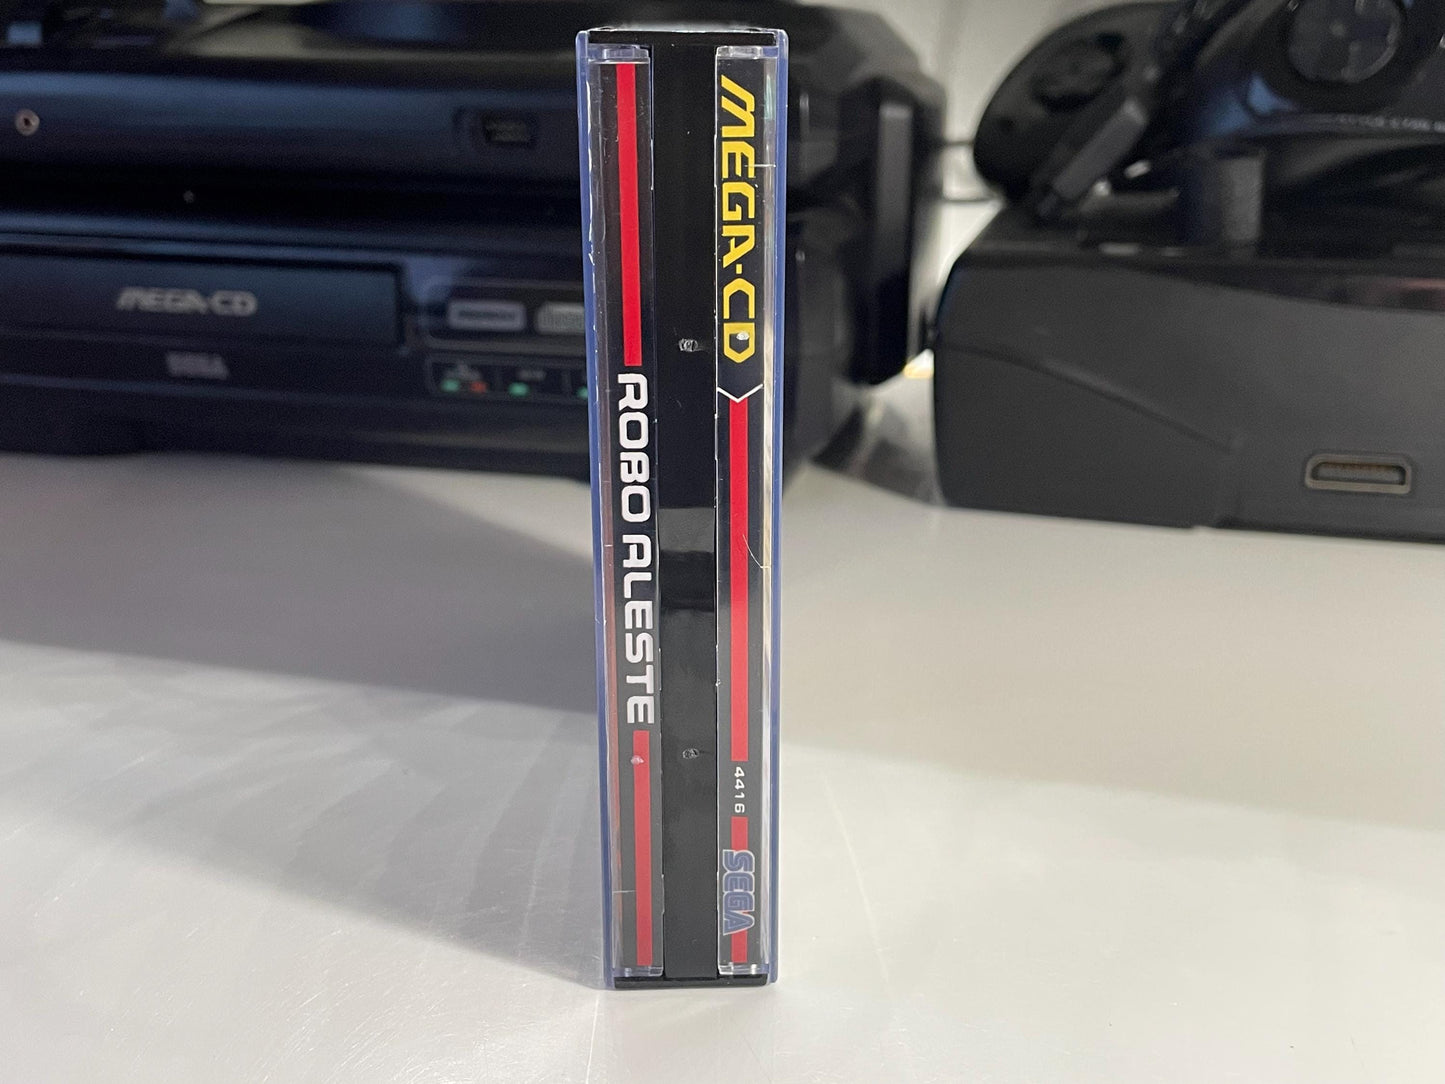 MEGA-CD
4416
SEGA
ROBO ALESTE
MEGA-CD
SEGA